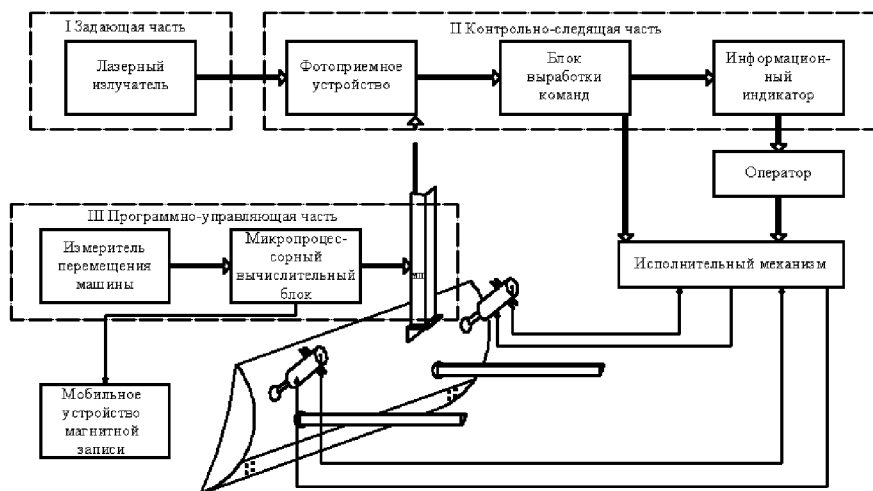 I Задающая часть
Лазерный
излучатель
II Контрольно-следящая часть
Фотоприемное
устройство
Блок
выработки
команд
Информацион-
ный
индикатор
Оператор
Исполнительный механизм
III Программно-управляющая часть
Измеритель
перемещения
машины
Микропроцес-
сорный
вычислительный
блок
Мобильное
устройство
магнитной
записи